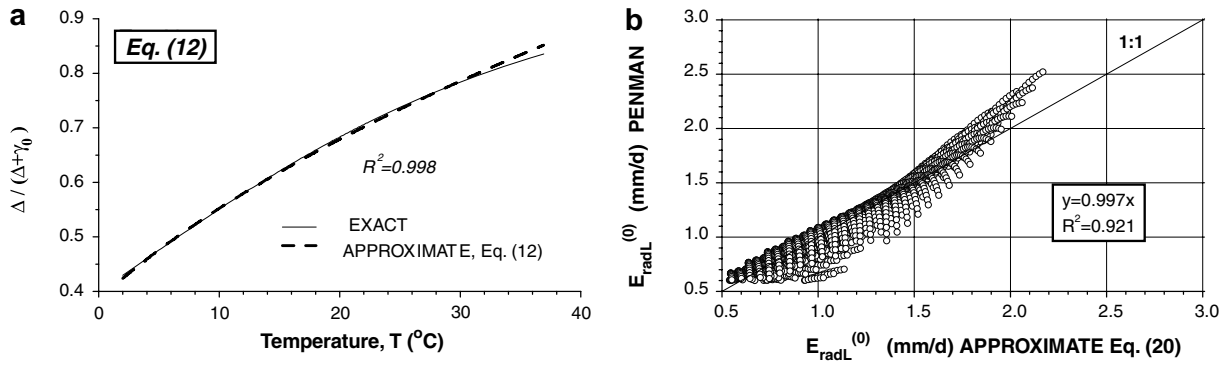 a
Eq. (12)
0.9
0.8
0.7
0.6
0.5
0.4
Δ / (Δ+γ₀)
R²=0.998
EXACT
APPROXIMATE, Eq. (12)
0
10
20
30
40
Temperature, T (°C)
b
3.0
2.5
2.0
1.5
1.0
0.5
E_radL^(0) (mm/d) PENMAN
1:1
y=0.997x
R²=0.921
0.5
1.0
1.5
2.0
2.5
3.0
E_radL^(0) (mm/d) APPROXIMATE Eq. (20)